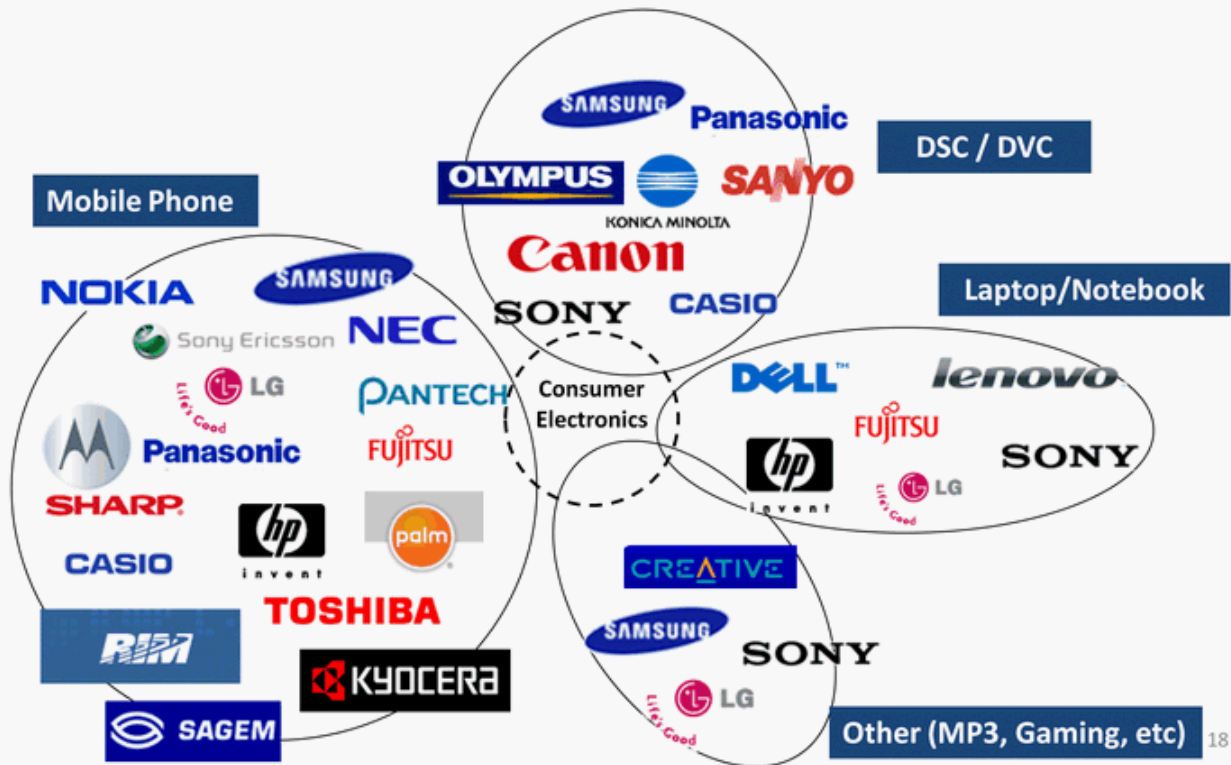 SAMSUNG
Panasonic
DSC / DVC
OLYMPUS
KONICA MINOLTA
SANYO
Canon
SONY
CASIO
Mobile Phone
NOKIA
SAMSUNG
Sony Ericsson
NEC
LG
Life's Good
PANTECH
Panasonic
FUJITSU
SHARP
hp
invent
palm
CASIO
TOSHIBA
RIM
KYOCERA
SAGEM
Consumer
Electronics
Laptop/Notebook
DELL™
lenovo
FUJITSU
hp
invent
SONY
LG
Life's Good
CREATIVE
SAMSUNG
SONY
LG
Life's Good
Other (MP3, Gaming, etc)
18